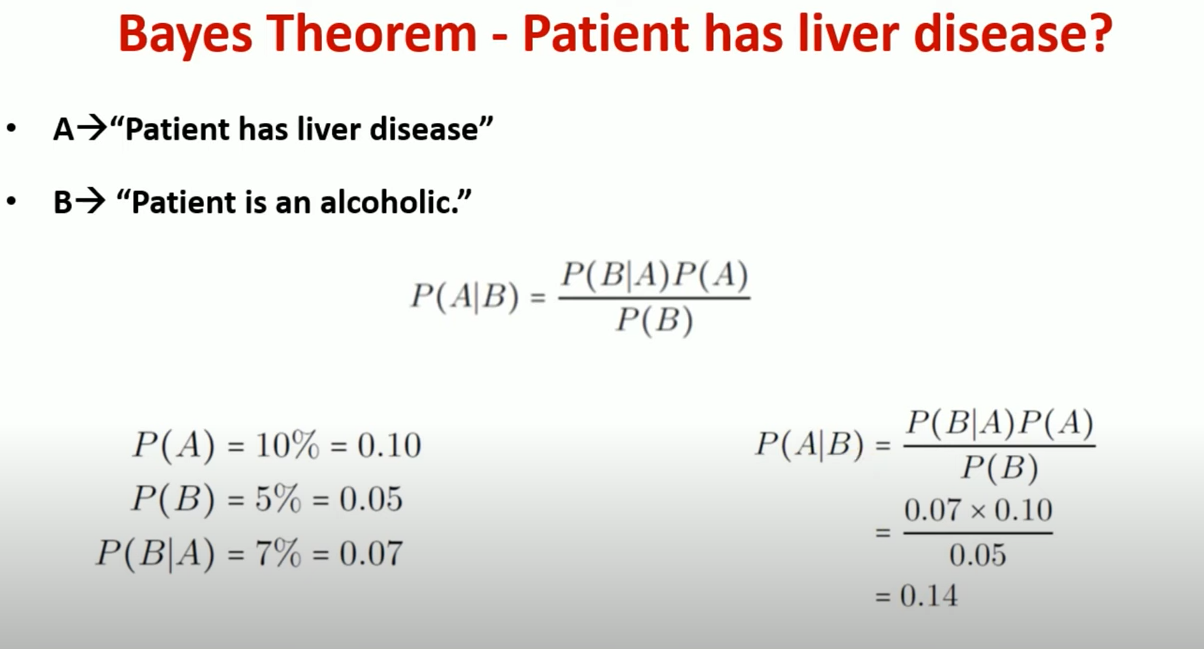 Bayes Theorem - Patient has liver disease?
• A→“Patient has liver disease”
• B→ “Patient is an alcoholic.”
P(A|B) = P(B|A)P(A) / P(B)
P(A) = 10% = 0.10
P(B) = 5% = 0.05
P(B|A) = 7% = 0.07
P(A|B) = P(B|A)P(A) / P(B)
= 0.07 × 0.10 / 0.05
= 0.14